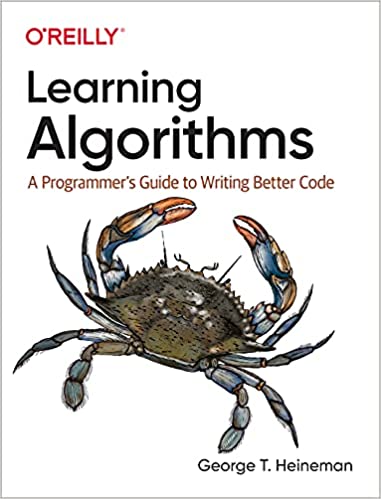 O'REILLY®
Learning
Algorithms
A Programmer's Guide to Writing Better Code
George T. Heineman